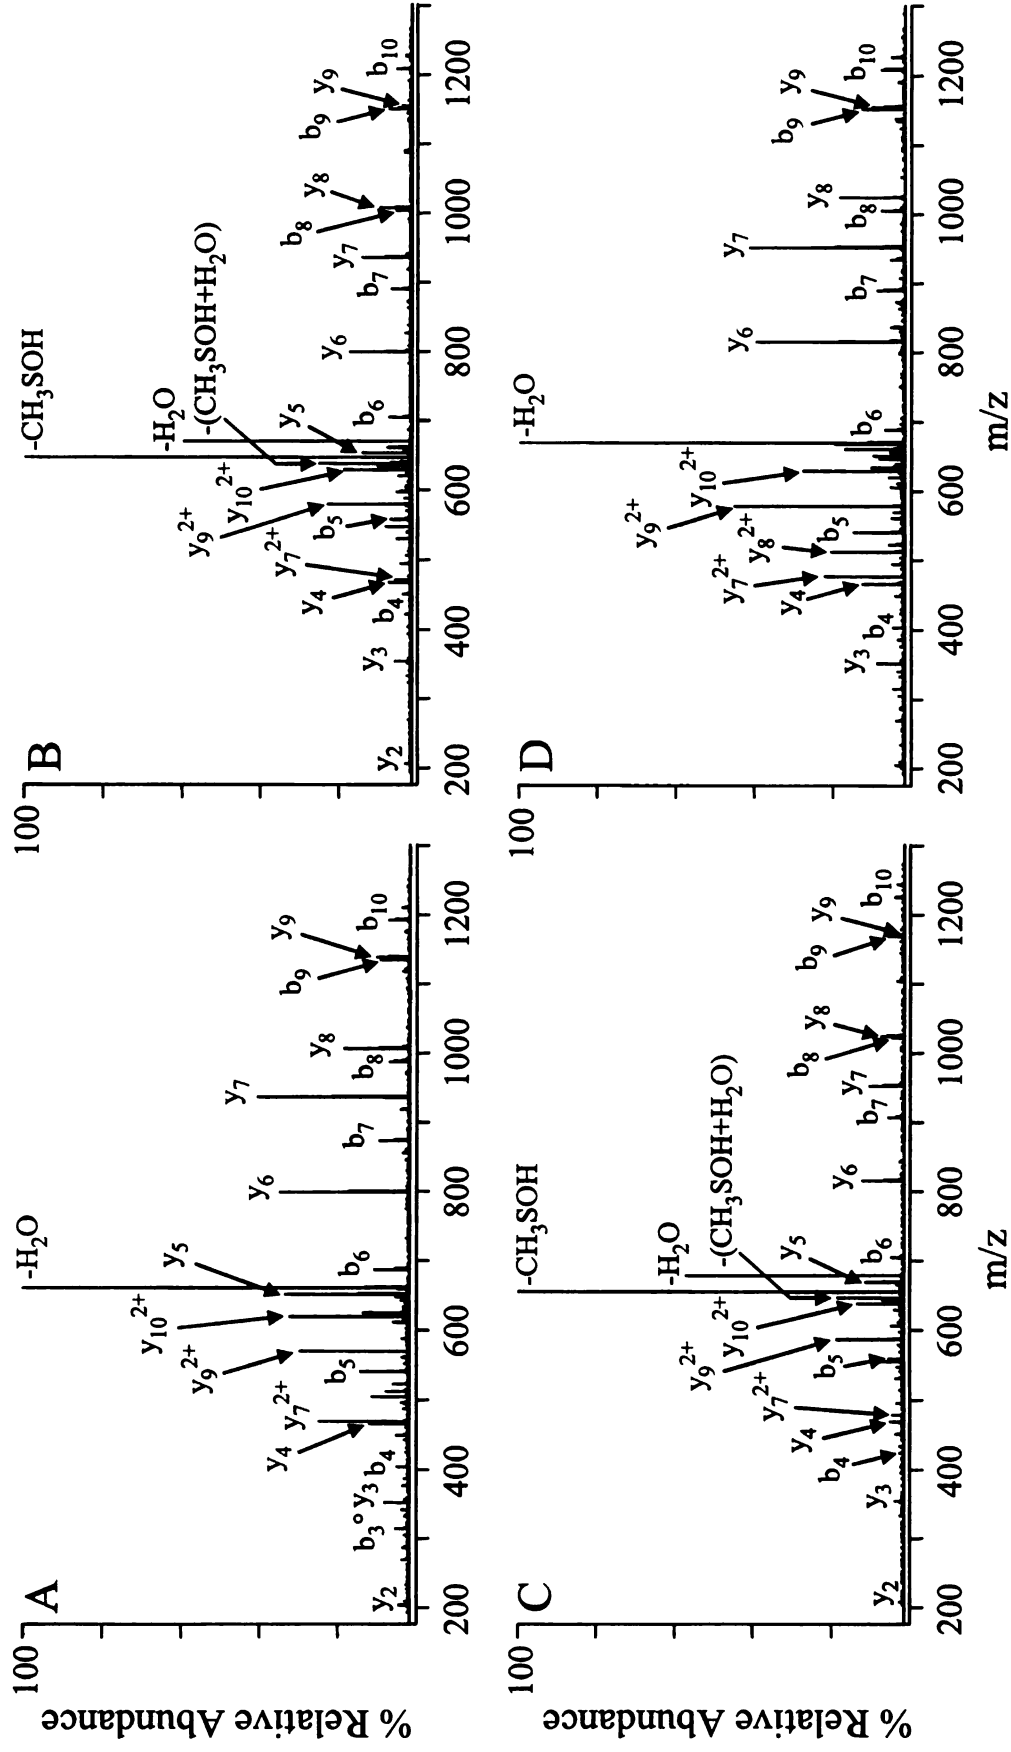 A
100
% Relative Abundance
y2
b3° y3
b4
y4
y7 2+
b5
y9 2+
y10 2+
y5
-H2O
b6
y6
b7
y7
b8
y8
b9
y9
b10
200 400 600 800 1000 1200
B
100
y2
y3
b4
y4
y7 2+
b5
y9 2+
y10 2+
-CH3SOH
-H2O
-(CH3SOH+H2O)
y5
b6
y6
b7
y7
b8
y8
b9
y9
b10
200 400 600 800 1000 1200
C
100
% Relative Abundance
y2
y3
b4
y4
y7 2+
b5
y9 2+
y10 2+
-CH3SOH
-H2O
-(CH3SOH+H2O)
y5
b6
y6
b7
y7
b8
y8
b9
y9
b10
200 400 600 800 1000 1200
m/z
D
100
y3
b4
y4
y7 2+
y8 2+
b5
y9 2+
y10 2+
-H2O
b6
y6
b7
y7
b8
y8
b9
y9
b10
200 400 600 800 1000 1200
m/z